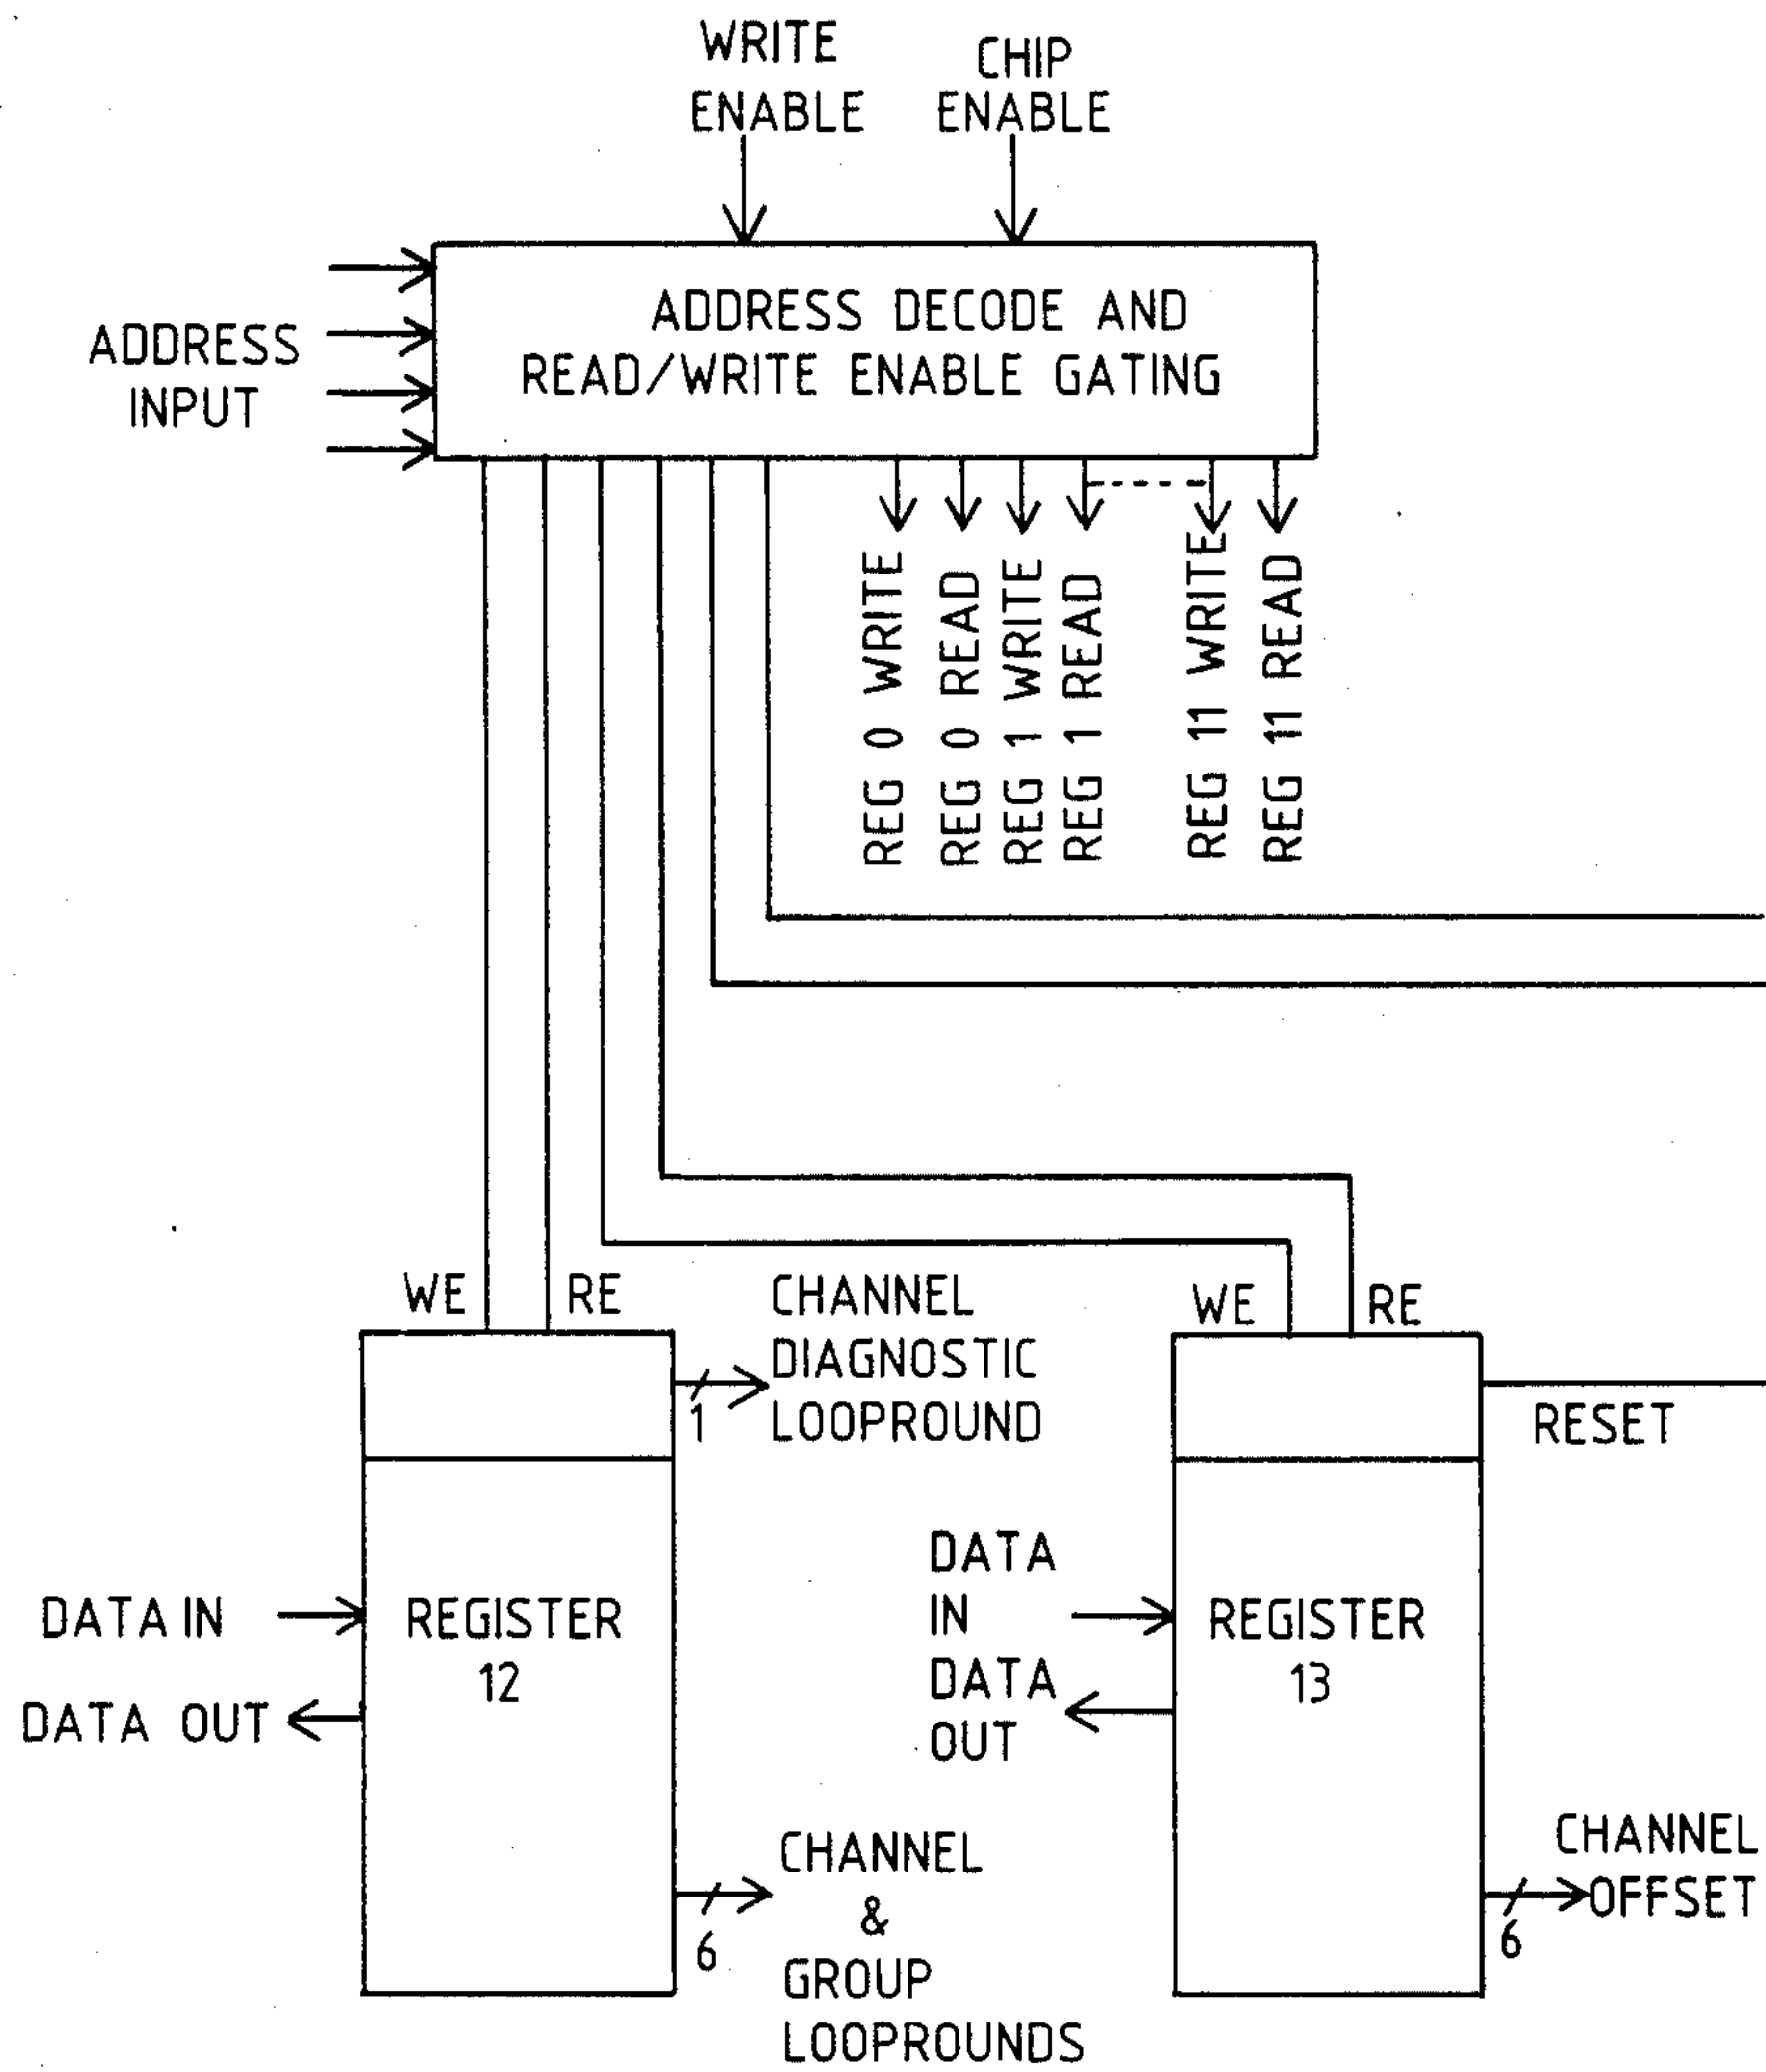 WRITE
ENABLE
CHIP
ENABLE
ADDRESS
INPUT
ADDRESS DECODE AND
READ/WRITE ENABLE GATING
REG 0 WRITE
REG 0 READ
REG 1 WRITE
REG 1 READ
REG 11 WRITE
REG 11 READ
WE
RE
CHANNEL
DIAGNOSTIC
LOOPROUND
1
WE
RE
RESET
DATA IN
DATA OUT
REGISTER
12
DATA
IN
DATA
OUT
REGISTER
13
CHANNEL
&
GROUP
LOOPROUNDS
6
CHANNEL
OFFSET
6